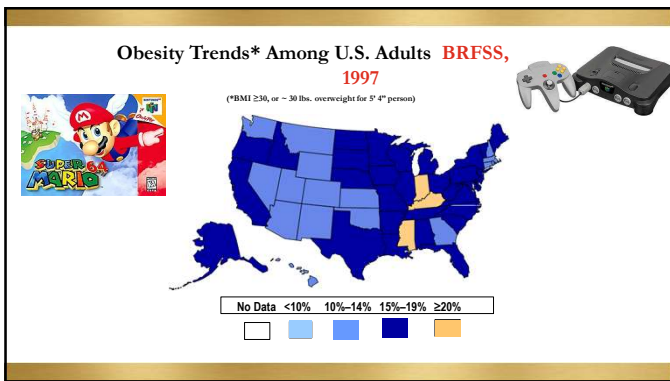 Obesity Trends* Among U.S. Adults BRFSS,
1997
(*BMI ≥30, or ~ 30 lbs. overweight for 5' 4" person)
SUPER
MARIO 64
No Data <10% 10%–14% 15%–19% ≥20%